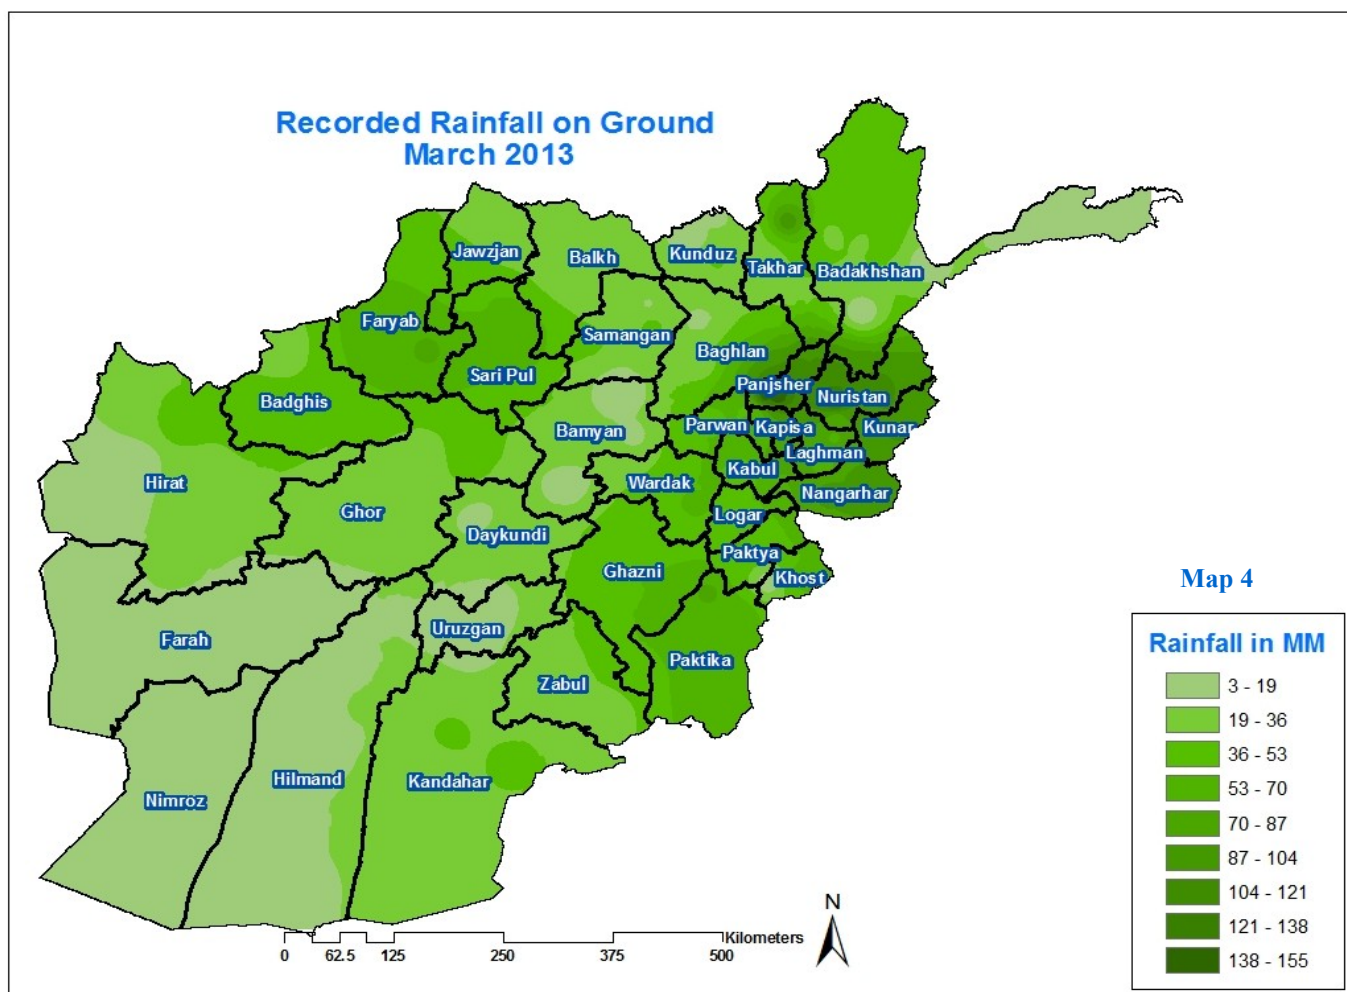 Recorded Rainfall on Ground
March 2013
Jawzjan
Balkh
Kunduz
Takhar
Badakhshan
Faryab
Samangan
Baghlan
Sari Pul
Panjsher
Nuristan
Badghis
Bamyan
Parwan
Kapisa
Kunar
Laghman
Hirat
Wardak
Kabul
Nangarhar
Ghor
Logar
Daykundi
Paktya
Ghazni
Khost
Uruzgan
Farah
Paktika
Zabul
Hilmand
Kandahar
Nimroz
Map 4
Rainfall in MM
3 - 19
19 - 36
36 - 53
53 - 70
70 - 87
87 - 104
104 - 121
121 - 138
138 - 155
N
Kilometers
0 62.5 125 250 375 500